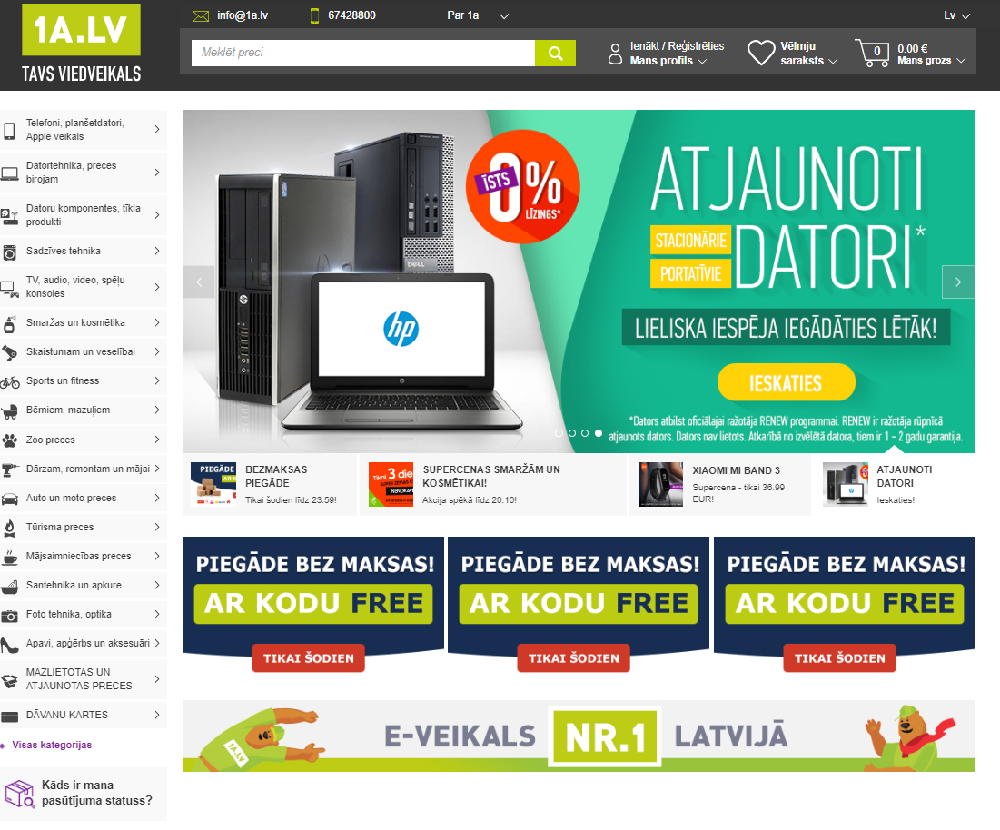 1A.LV
TAVS VIEDVEIKALS
info@1a.lv
67428800
Par 1a
Lv
Meklēt preci
Ienākt / Reģistrēties
Mans profils
Vēlmju
saraksts
0
0.00 €
Mans grozs
Telefoni, planšetdatori,
Apple veikals
Datortehnika, preces
birojam
Datoru komponentes, tīkla
produkti
Sadzīves tehnika
TV, audio, video, spēļu
konsoles
Smaržas un kosmētika
Skaistumam un veselībai
Sports un fitness
Bērniem, mazuļiem
Zoo preces
Dārzam, remontam un mājai
Auto un moto preces
Tūrisma preces
Mājsaimniecības preces
Santehnika un apkure
Foto tehnika, optika
Apavi, apģērbs un aksesuāri
MAZLIETOTAS UN
ATJAUNOTAS PRECES
DĀVANU KARTES
Visas kategorijas
Kāds ir mana
pasūtījuma statuss?
ĪSTS
0%
LĪZINGS*
DELL
hp
ATJAUNOTI
STACIONĀRIE
PORTATĪVIE
DATORI*
LIELISKA IESPĒJA IEGĀDĀTIES LĒTĀK!
IESKATIES
*Dators atbilst oficiālajai ražotāja RENEW programmai. RENEW ir ražotāja rūpnīcā
atjaunots dators. Dators nav lietots. Atkarībā no izvēlētā datora, tiem ir 1 - 2 gadu garantija.
PIEGĀDE
BEZMAKSAS
PIEGĀDE
Tikai šodien līdz 23:59!
Tikai 3 die
SUPERCENAS SMARŽĀM UN
KOSMĒTIKAI!
Akcija spēkā līdz 20.10!
XIAOMI MI BAND 3
Supercena - tikai 36.99
EUR!
ATJAUNOTI
DATORI
Ieskaties!
PIEGĀDE BEZ MAKSAS!
AR KODU FREE
TIKAI ŠODIEN
PIEGĀDE BEZ MAKSAS!
AR KODU FREE
TIKAI ŠODIEN
PIEGĀDE BEZ MAKSAS!
AR KODU FREE
TIKAI ŠODIEN
1A.LV
E-VEIKALS NR.1 LATVIJĀ